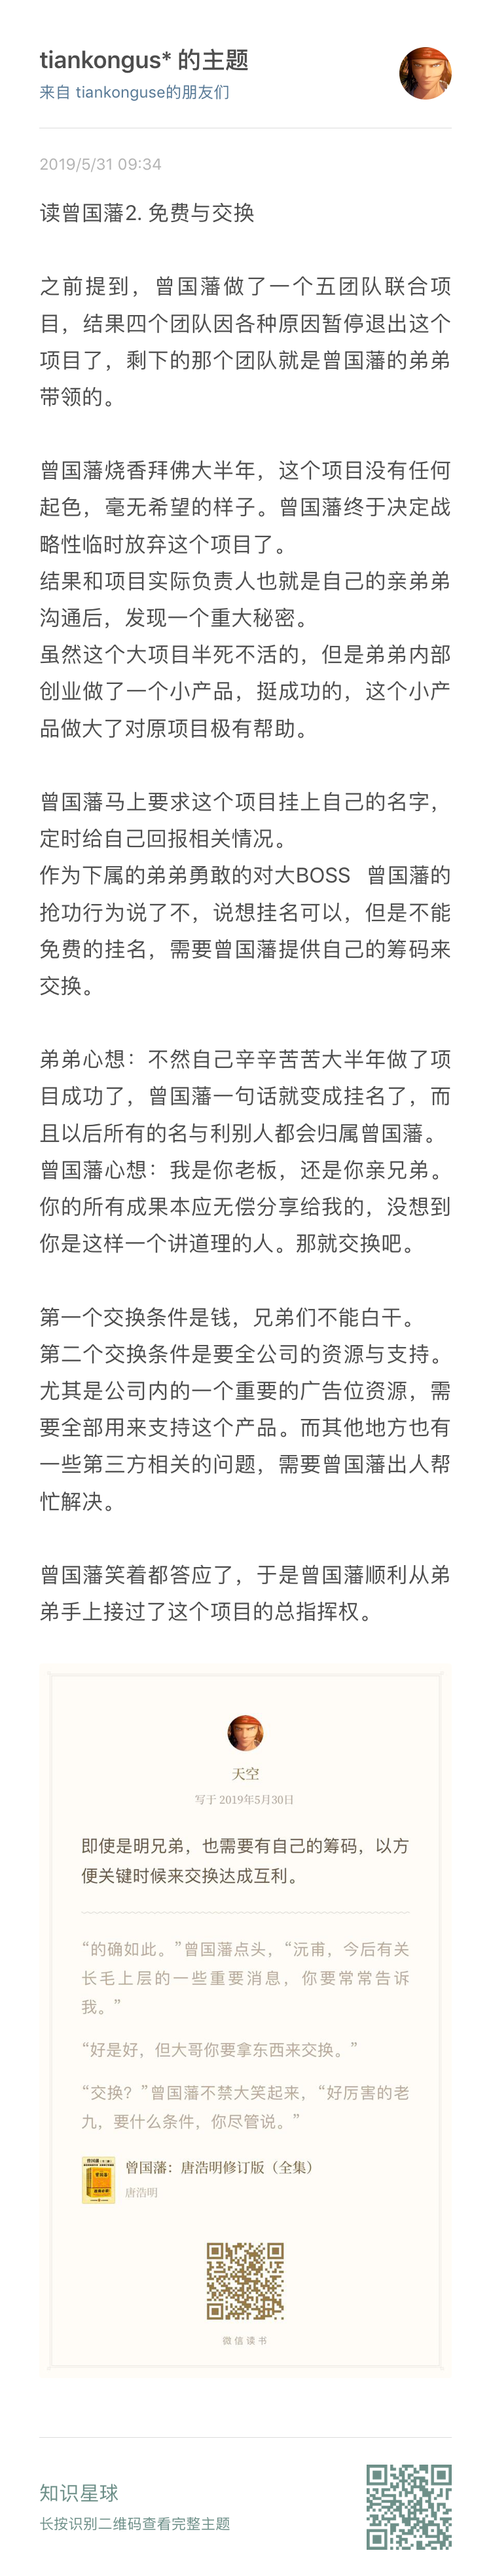 tiankongus* 的主题
来自 tiankonguse的朋友们
2019/5/31 09:34
读曾国藩2. 免费与交换
之前提到，曾国藩做了一个五团队联合项
目，结果四个团队因各种原因暂停退出这个
项目了，剩下的那个团队就是曾国藩的弟弟
带领的。
曾国藩烧香拜佛大半年，这个项目没有任何
起色，毫无希望的样子。曾国藩终于决定战
略性临时放弃这个项目了。
结果和项目实际负责人也就是自己的亲弟弟
沟通后，发现一个重大秘密。
虽然这个大项目半死不活的，但是弟弟内部
创业做了一个小产品，挺成功的，这个小产
品做大了对原项目极有帮助。
曾国藩马上要求这个项目挂上自己的名字，
定时给自己回报相关情况。
作为下属的弟弟勇敢的对大BOSS 曾国藩的
抢功行为说了不，说想挂名可以，但是不能
免费的挂名，需要曾国藩提供自己的筹码来
交换。
弟弟心想：不然自己辛辛苦苦大半年做了项
目成功了，曾国藩一句话就变成挂名了，而
且以后所有的名与利别人都会归属曾国藩。
曾国藩心想：我是你老板，还是你亲兄弟。
你的所有成果本应无偿分享给我的，没想到
你是这样一个讲道理的人。那就交换吧。
第一个交换条件是钱，兄弟们不能白干。
第二个交换条件是要全公司的资源与支持。
尤其是公司内的一个重要的广告位资源，需
要全部用来支持这个产品。而其他地方也有
一些第三方相关的问题，需要曾国藩出人帮
忙解决。
曾国藩笑着都答应了，于是曾国藩顺利从弟
弟手上接过了这个项目的总指挥权。
天空
写于 2019年5月30日
即使是明兄弟，也需要有自己的筹码，以方
便关键时候来交换达成互利。
“的确如此。”曾国藩点头，“沅甫，今后有关
长毛上层的一些重要消息，你要常常告诉
我。”
“好是好，但大哥你要拿东西来交换。”
“交换？”曾国藩不禁大笑起来，“好厉害的老
九，要什么条件，你尽管说。”
曾国藩：唐浩明修订版（全集）
唐浩明
微信读书
知识星球
长按识别二维码查看完整主题